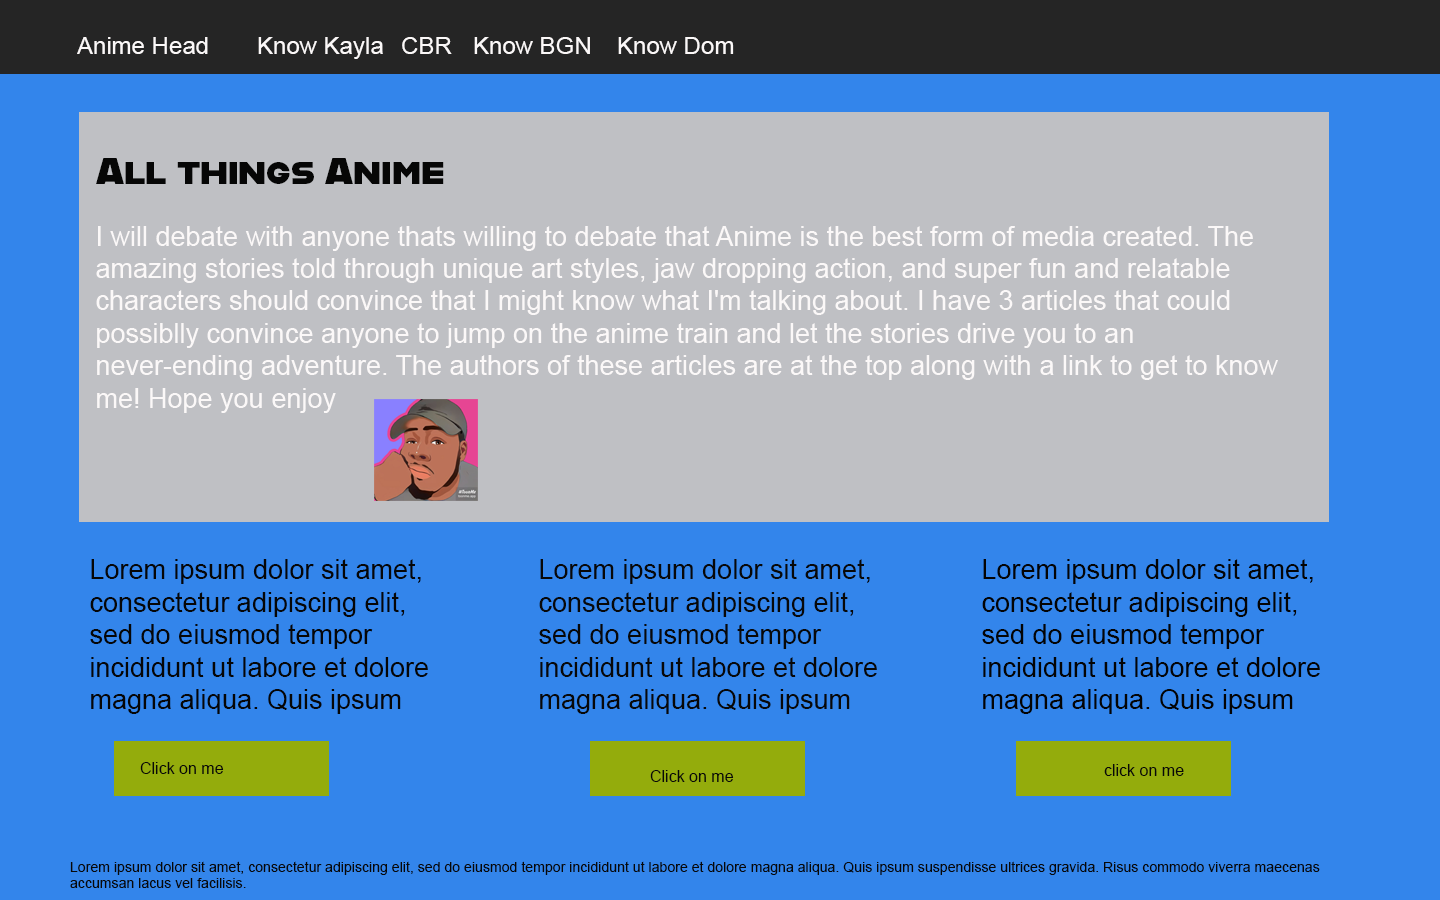 Anime Head Know Kayla CBR Know BGN Know Dom
All things Anime
I will debate with anyone thats willing to debate that Anime is the best form of media created. The
amazing stories told through unique art styles, jaw dropping action, and super fun and relatable
characters should convince that I might know what I'm talking about. I have 3 articles that could
possiblly convince anyone to jump on the anime train and let the stories drive you to an
never-ending adventure. The authors of these articles are at the top along with a link to get to know
me! Hope you enjoy
Lorem ipsum dolor sit amet,
consectetur adipiscing elit,
sed do eiusmod tempor
incididunt ut labore et dolore
magna aliqua. Quis ipsum
Click on me
Lorem ipsum dolor sit amet,
consectetur adipiscing elit,
sed do eiusmod tempor
incididunt ut labore et dolore
magna aliqua. Quis ipsum
Click on me
Lorem ipsum dolor sit amet,
consectetur adipiscing elit,
sed do eiusmod tempor
incididunt ut labore et dolore
magna aliqua. Quis ipsum
click on me
Lorem ipsum dolor sit amet, consectetur adipiscing elit, sed do eiusmod tempor incididunt ut labore et dolore magna aliqua. Quis ipsum suspendisse ultrices gravida. Risus commodo viverra maecenas
accumsan lacus vel facilisis.